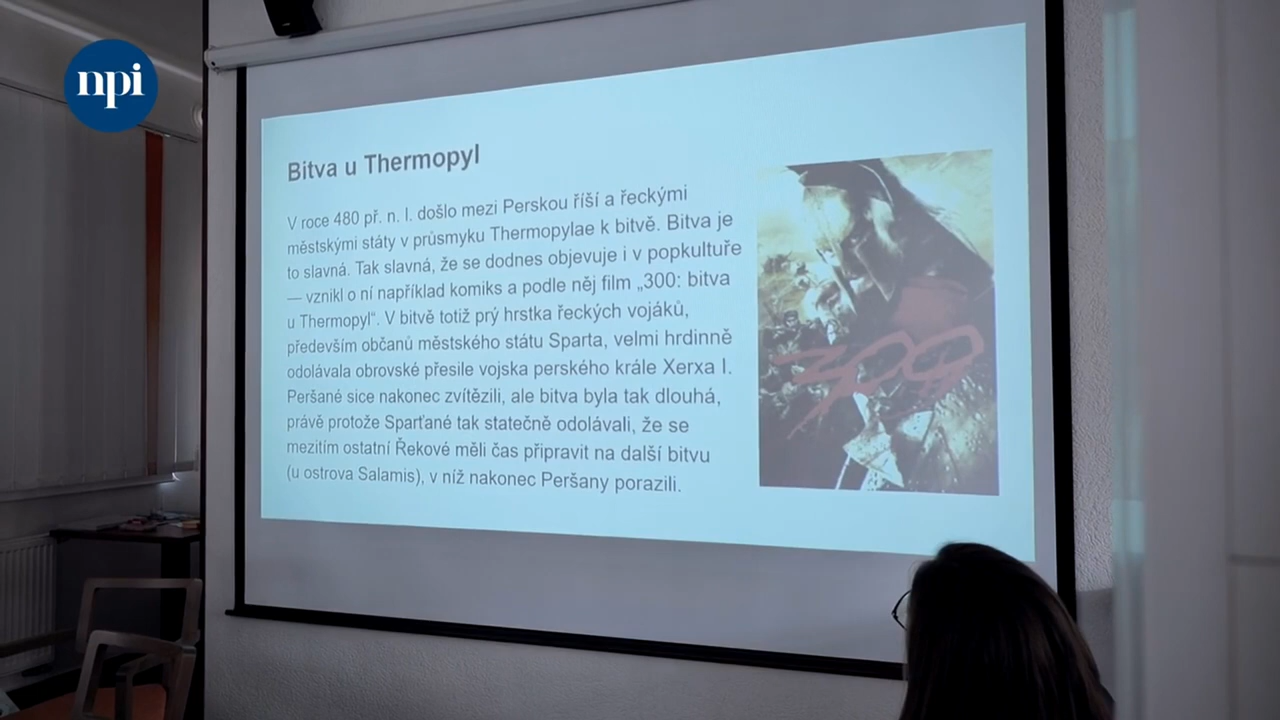 npi
Bitva u Thermopyl
V roce 480 př. n. l. došlo mezi Perskou říší a řeckými
městskými státy v průsmyku Thermopylae k bitvě. Bitva je
to slavná. Tak slavná, že se dodnes objevuje i v popkultuře
— vznikl o ní například komiks a podle něj film „300: bitva
u Thermopyl“. V bitvě totiž prý hrstka řeckých vojáků,
především občanů městského státu Sparta, velmi hrdinně
odolávala obrovské přesile vojska perského krále Xerxa I.
Peršané sice nakonec zvítězili, ale bitva byla tak dlouhá,
právě protože Sparťané tak statečně odolávali, že se
mezitím ostatní Řekové měli čas připravit na další bitvu
(u ostrova Salamis), v níž nakonec Peršany porazili.
300